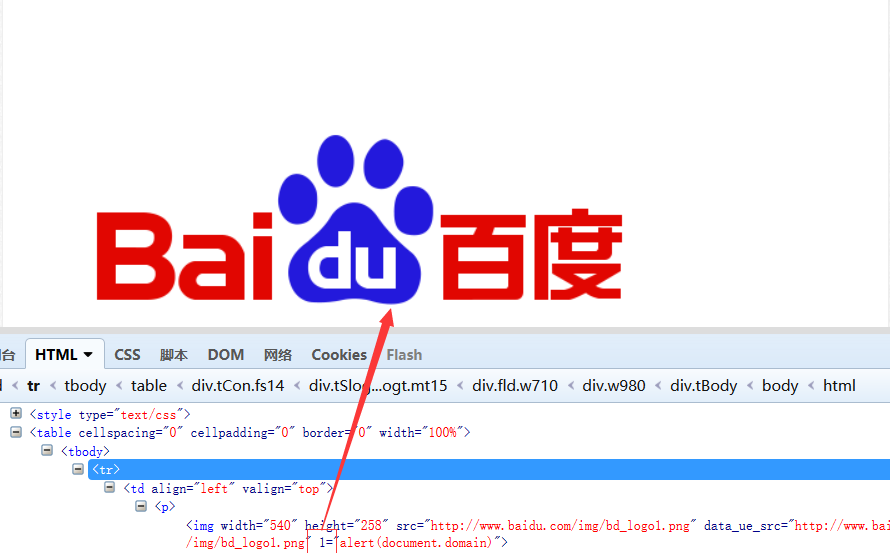 Bai du 百度
台 HTML CSS 脚本 DOM 网络 Cookies Flash
d < tr < tbody < table < div.tCon.fs14 < div.tSlog...ogt.mt15 < div.fld.w710 < div.w980 < div.tBody < body < html
<style type="text/css">
<table cellspacing="0" cellpadding="0" border="0" width="100%">
<tbody>
<tr>
<td align="left" valign="top">
<p>
<img width="540" height="258" src="http://www.baidu.com/img/bd_logo1.png" data_ue_src="http://www.bai
/img/bd_logo1.png" l="alert(document.domain)">